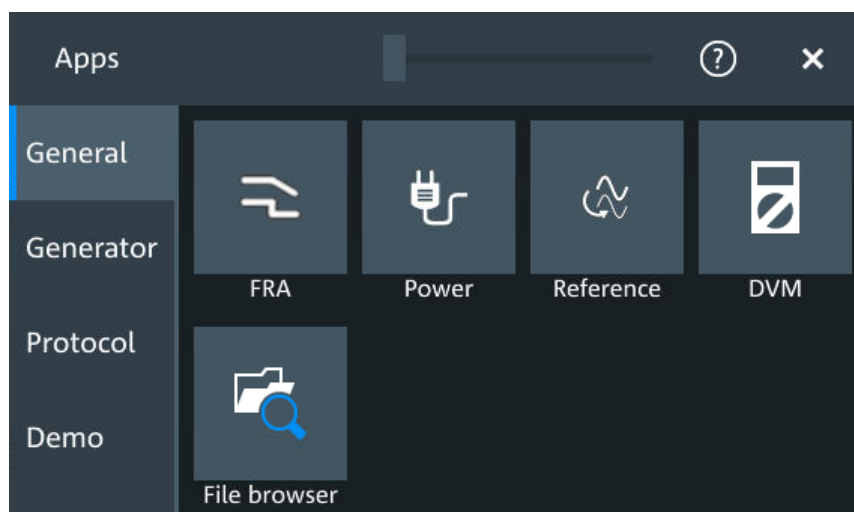 Apps
?
General
Generator
Protocol
Demo
FRA
Power
Reference
DVM
File browser